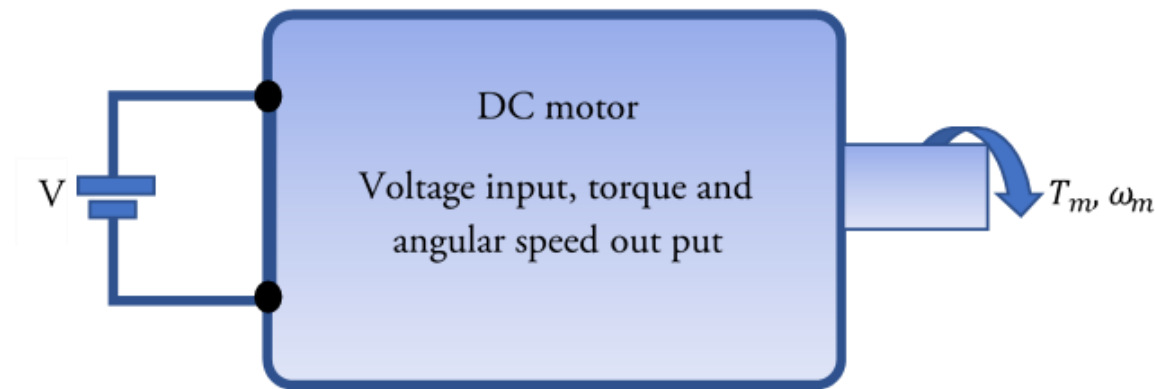 DC motor
Voltage input, torque and
angular speed out put
V
Tₘ, ωₘ